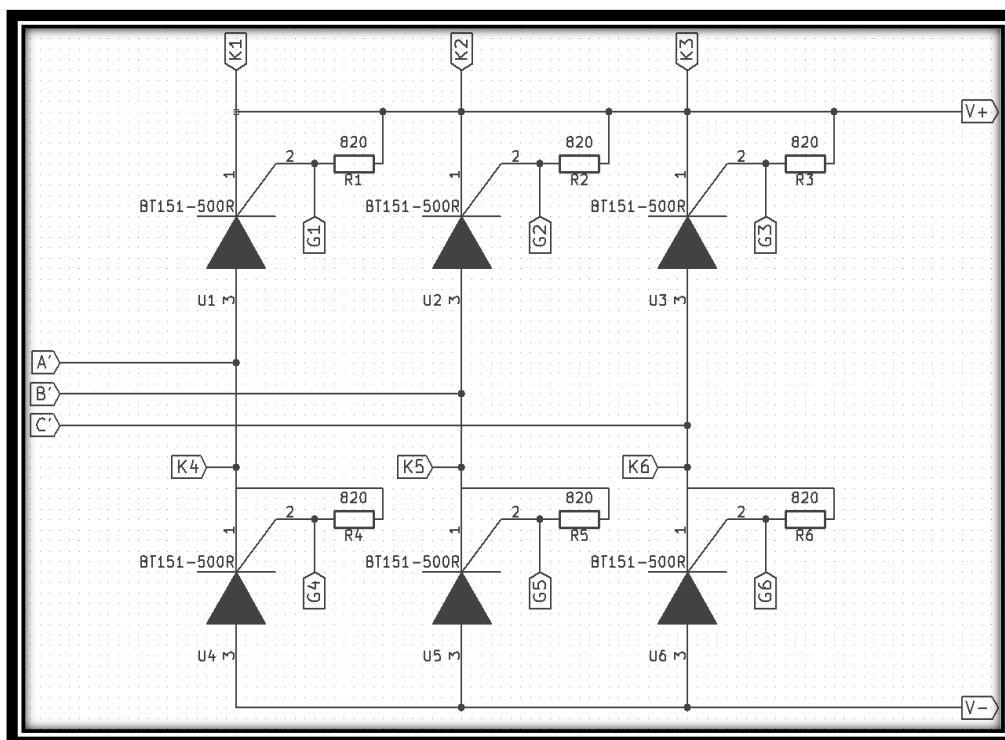 K1 K2 K3
V+
820 820 820
2 2 2
R1 R2 R3
1 1 1
BT151-500R BT151-500R BT151-500R
G1 G2 G3
U1 3 U2 3 U3 3
A'
B'
C'
K4 K5 K6
820 820 820
2 2 2
R4 R5 R6
1 1 1
BT151-500R BT151-500R BT151-500R
G4 G5 G6
U4 3 U5 3 U6 3
V-